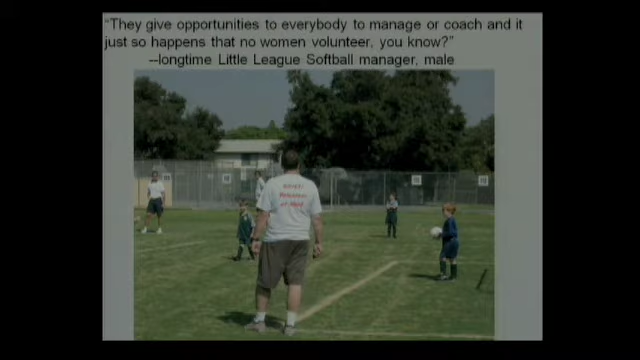 “They give opportunities to everybody to manage or coach and it
just so happens that no women volunteer, you know?”
--longtime Little League Softball manager, male